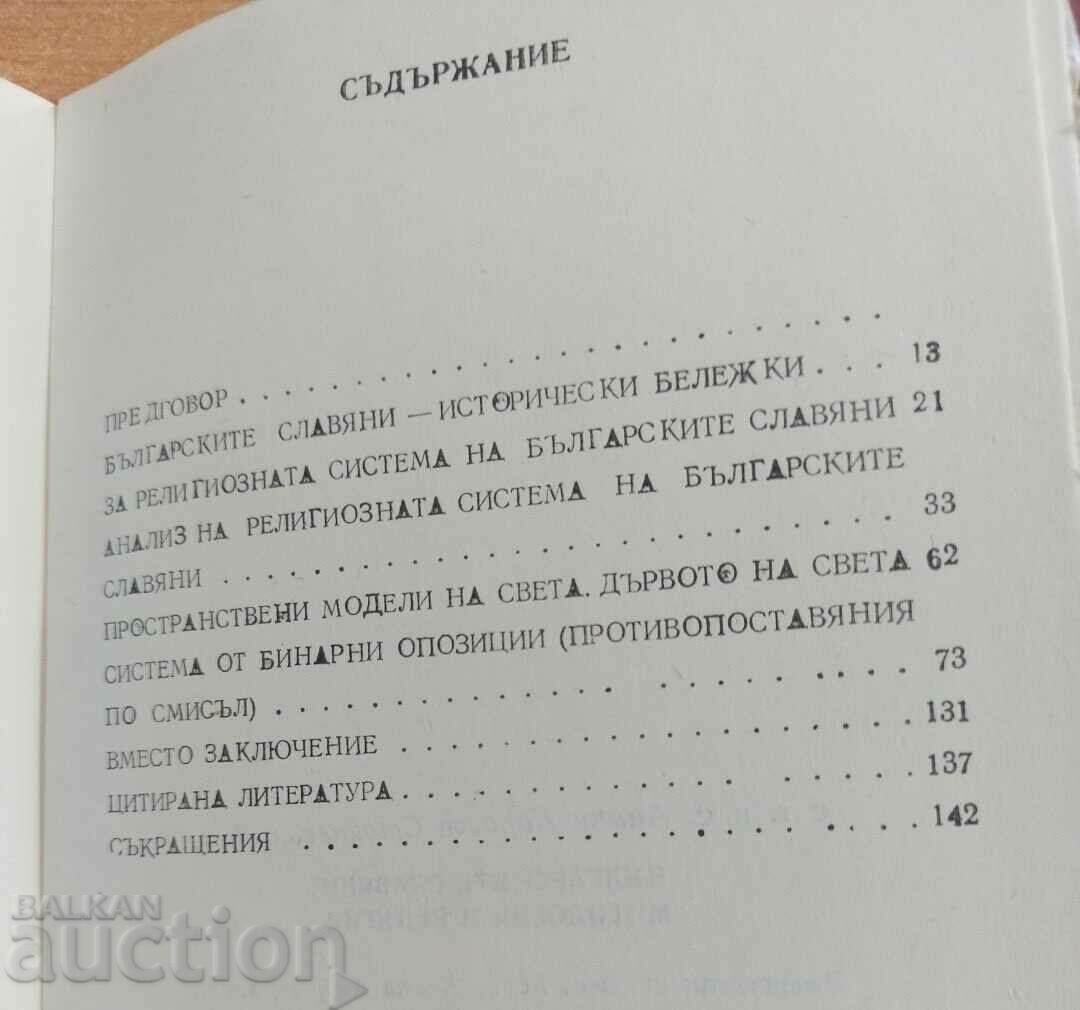 СЪДЪРЖАНИЕ
ПРЕДГОВОР . . . . . . . . . . . . . . . . . . . . . . . .
БЪЛГАРСКИТЕ СЛАВЯНИ — ИСТОРИЧЕСКИ БЕЛЕЖКИ . . . 13
ЗА РЕЛИГИОЗНАТА СИСТЕМА НА БЪЛГАРСКИТЕ СЛАВЯНИ 21
АНАЛИЗ НА РЕЛИГИОЗНАТА СИСТЕМА НА БЪЛГАРСКИТЕ
СЛАВЯНИ . . . . . . . . . . . . . . . . . . . . . . . 33
ПРОСТРАНСТВЕНИ МОДЕЛИ НА СВЕТА. ДЪРВОТО НА СВЕТА 62
СИСТЕМА ОТ БИНАРНИ ОПОЗИЦИИ (ПРОТИВОПОСТАВЯНИЯ
ПО СМИСЪЛ) . . . . . . . . . . . . . . . . . . . . . 73
ВМЕСТО ЗАКЛЮЧЕНИЕ . . . . . . . . . . . . . . . . . 131
ЦИТИРАНА ЛИТЕРАТУРА . . . . . . . . . . . . . . . . 137
СЪКРАЩЕНИЯ . . . . . . . . . . . . . . . . . . . . . 142
BALKAN
auction